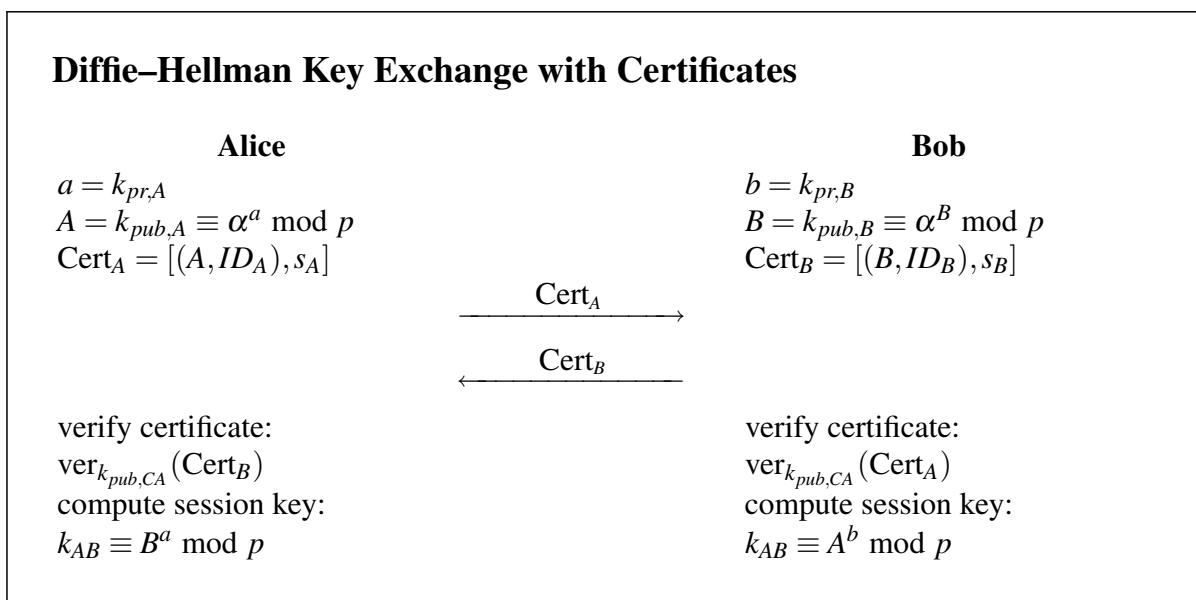 Diffie–Hellman Key Exchange with Certificates
Alice Bob
a = k_{pr,A} b = k_{pr,B}
A = k_{pub,A} ≡ α^a mod p B = k_{pub,B} ≡ α^B mod p
Cert_A = [(A, ID_A), s_A] Cert_B = [(B, ID_B), s_B]
Cert_A
Cert_B
verify certificate: verify certificate:
ver_{k_{pub,CA}}(Cert_B) ver_{k_{pub,CA}}(Cert_A)
compute session key: compute session key:
k_{AB} ≡ B^a mod p k_{AB} ≡ A^b mod p